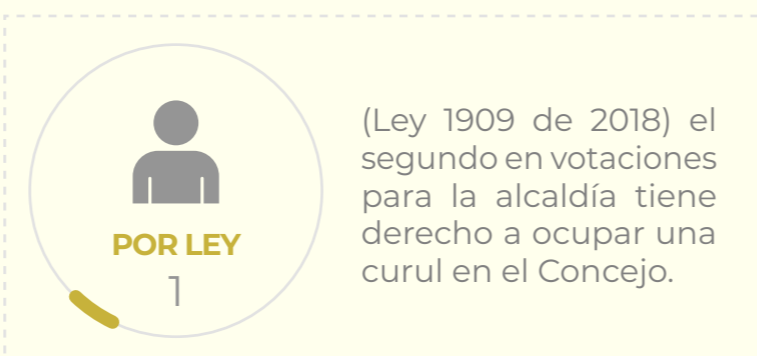 POR LEY
1
(Ley 1909 de 2018) el
segundo en votaciones
para la alcaldía tiene
derecho a ocupar una
curul en el Concejo.